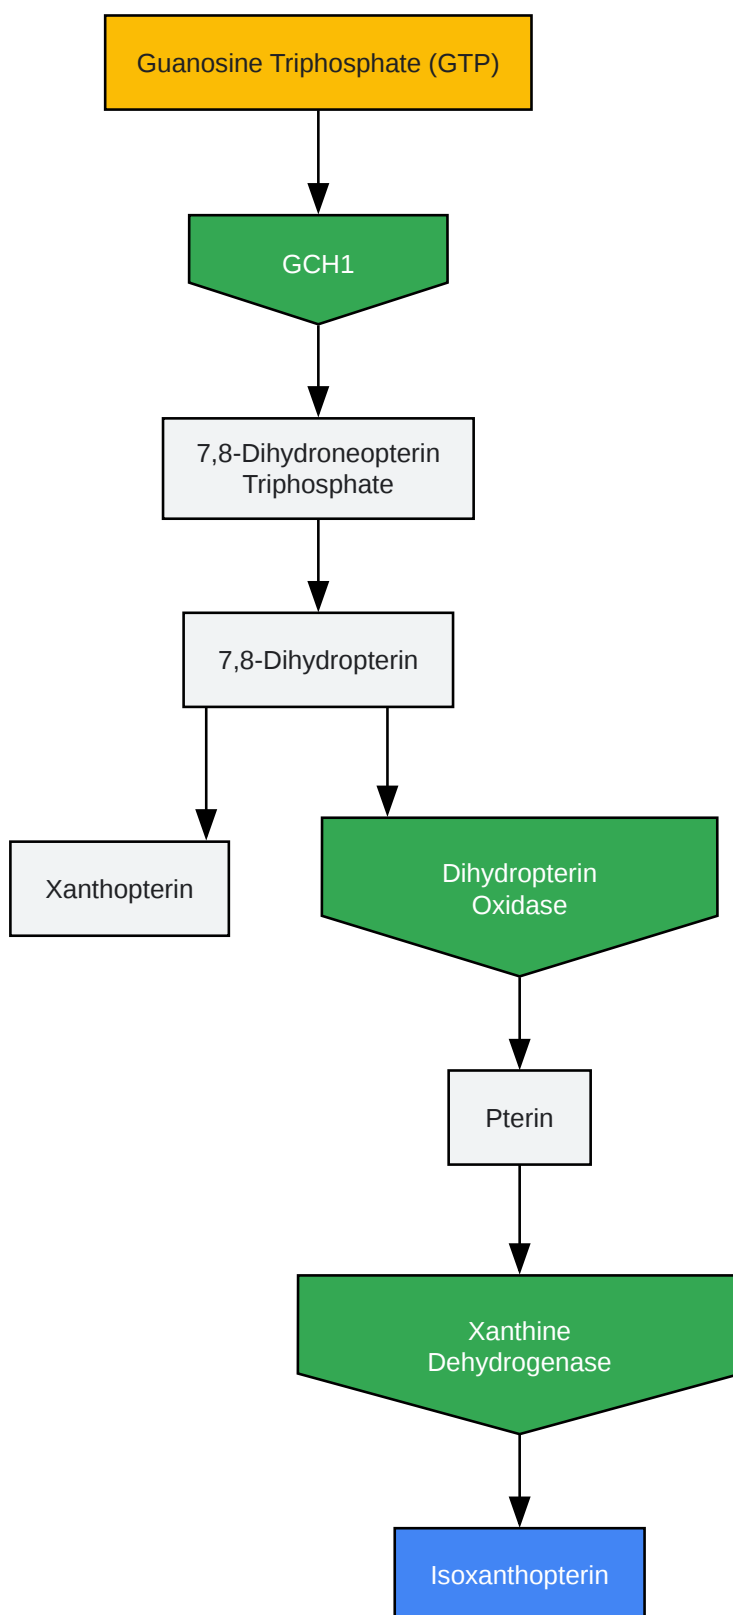 Guanosine Triphosphate (GTP)
GCH1
7,8-Dihydroneopterin
Triphosphate
7,8-Dihydropterin
Xanthopterin
Dihydropterin
Oxidase
Pterin
Xanthine
Dehydrogenase
Isoxanthopterin